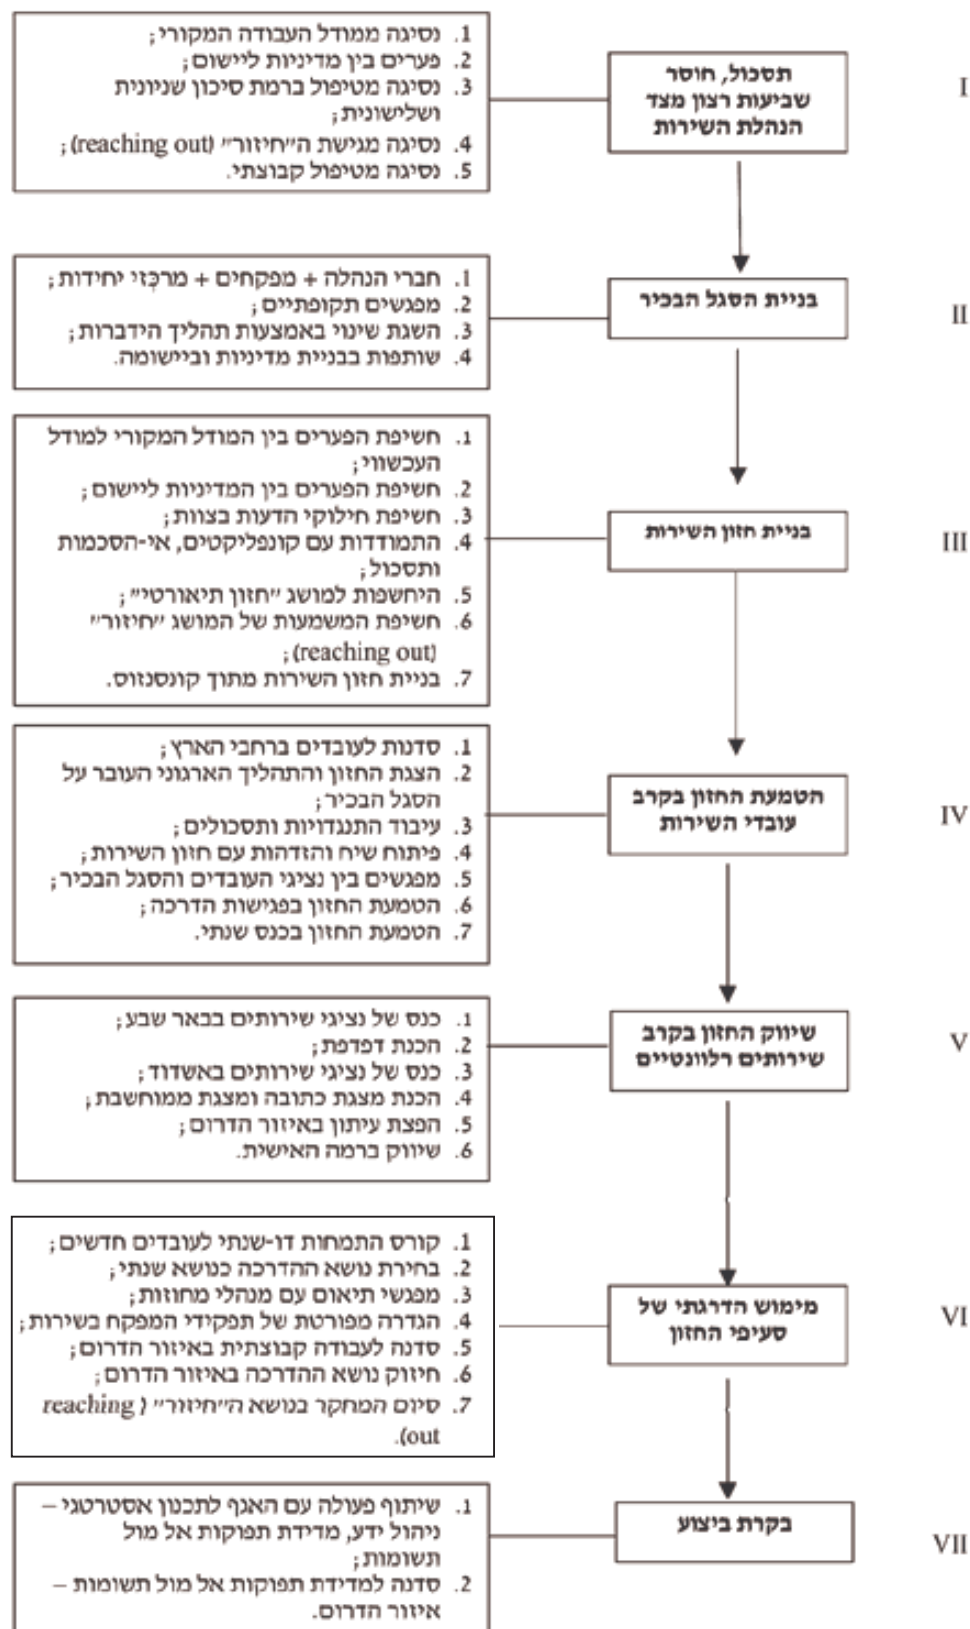 I
תסכול, חוסר
שביעות רצון מצד
הנהלת השירות
1. נסיגה ממודל העבודה המקורי;
2. פערים בין מדיניות ליישום;
3. נסיגה מטיפול ברמת סיכון שניונית
ושלישונית;
4. נסיגה מגישת ה״חיזור״ (reaching out);
5. נסיגה מטיפול קבוצתי.
II
בניית הסגל הבכיר
1. חברי הנהלה + מפקחים + מרכְּזי יחידות;
2. מפגשים תקופתיים;
3. השגת שינוי באמצעות תהליך הידברות;
4. שותפות בבניית מדיניות וביישומה.
III
בניית חזון השירות
1. חשיפת הפערים בין המודל המקורי למודל
העכשווי;
2. חשיפת הפערים בין המדיניות ליישום;
3. חשיפת חילוקי הדעות בצוות;
4. התמודדות עם קונפליקטים, אי-הסכמות
ותסכול;
5. היחשפות למושג ״חזון תיאורטי״;
6. חשיפת המשמעות של המושג ״חיזור״
(reaching out);
7. בניית חזון השירות מתוך קונסנזוס.
IV
הטמעת החזון בקרב
עובדי השירות
1. סדנות לעובדים ברחבי הארץ;
2. הצגת החזון והתהליך הארגוני העובר על
הסגל הבכיר;
3. עיבוד התנגדויות ותסכולים;
4. פיתוח שיח והזדהות עם חזון השירות;
5. מפגשים בין נציגי העובדים והסגל הבכיר;
6. הטמעת החזון בפגישות הדרכה;
7. הטמעת החזון בכנס שנתי.
V
שיווק החזון בקרב
שירותים רלוונטיים
1. כנס של נציגי שירותים בבאר שבע;
2. הכנת דפדפת;
3. כנס של נציגי שירותים באשדוד;
4. הכנת מצגת כתובה ומצגת ממוחשבת;
5. הפצת עיתון באיזור הדרום;
6. שיווק ברמה האישית.
VI
מימוש הדרגתי של
סעיפי החזון
1. קורס התמחות דו-שנתי לעובדים חדשים;
2. בחירת נושא ההדרכה כנושא שנתי;
3. מפגשי תיאום עם מנהלי מחוזות;
4. הגדרה מפורטת של תפקידי המפקח בשירות;
5. סדנה לעבודה קבוצתית באיזור הדרום;
6. חיזוק נושא ההדרכה באיזור הדרום;
7. סיום המחקר בנושא ה״חיזור״ (reaching
out).
VII
בקרת ביצוע
1. שיתוף פעולה עם האגף לתכנון אסטרטגי –
ניהול ידע, מדידת תפוקות אל מול
תשומות;
2. סדנה למדידת תפוקות אל מול תשומות –
איזור הדרום.